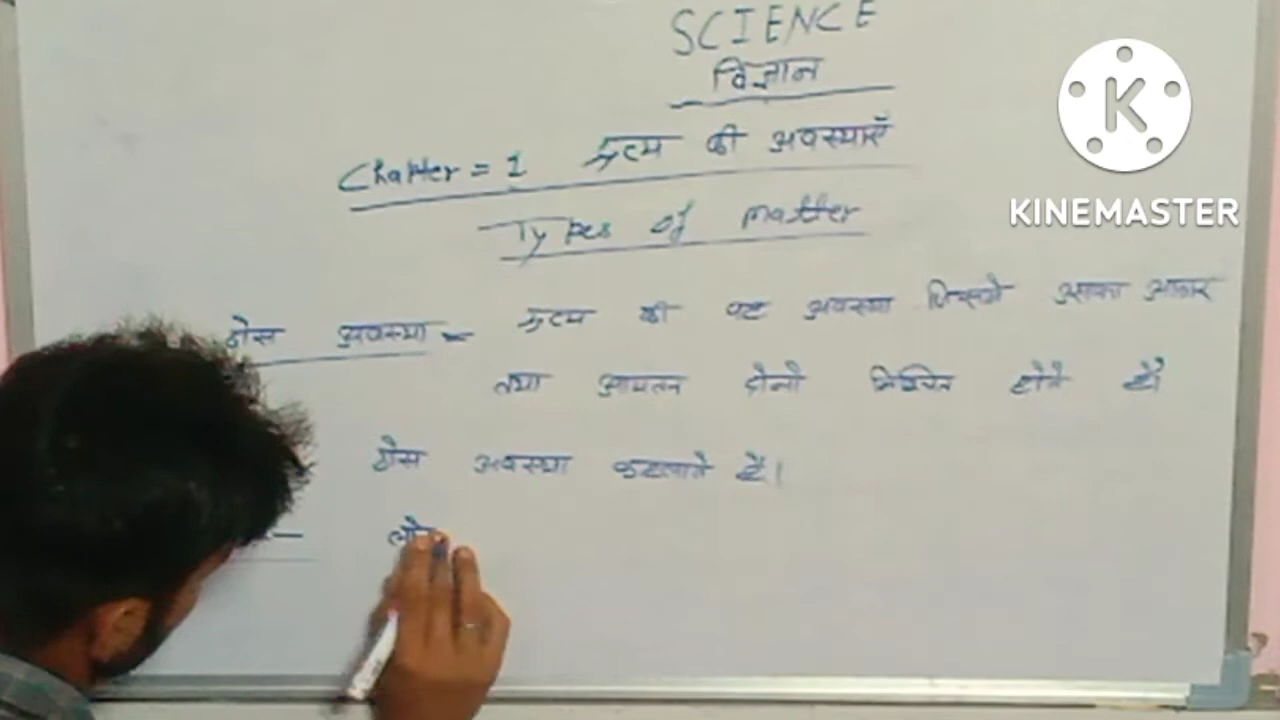 SCIENCE
विज्ञान
Chapter = 1 द्रव्य की अवस्थाएँ
Types of matter
ठोस अवस्था - द्रव्य की वह अवस्था जिसमें उसका आकार
तथा आयतन दोनो निश्चित होते है।
ठोस अवस्था कहलाते है।
KINEMASTER